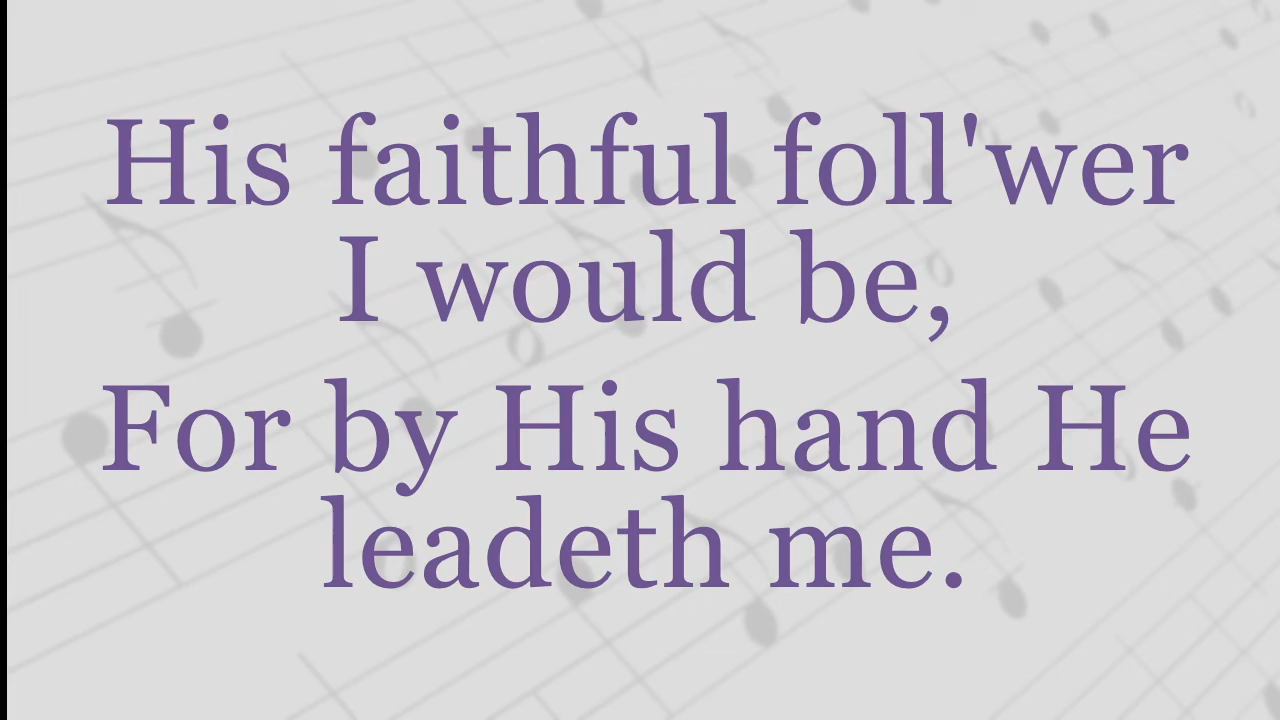 His faithful foll'wer
I would be,
For by His hand He
leadeth me.